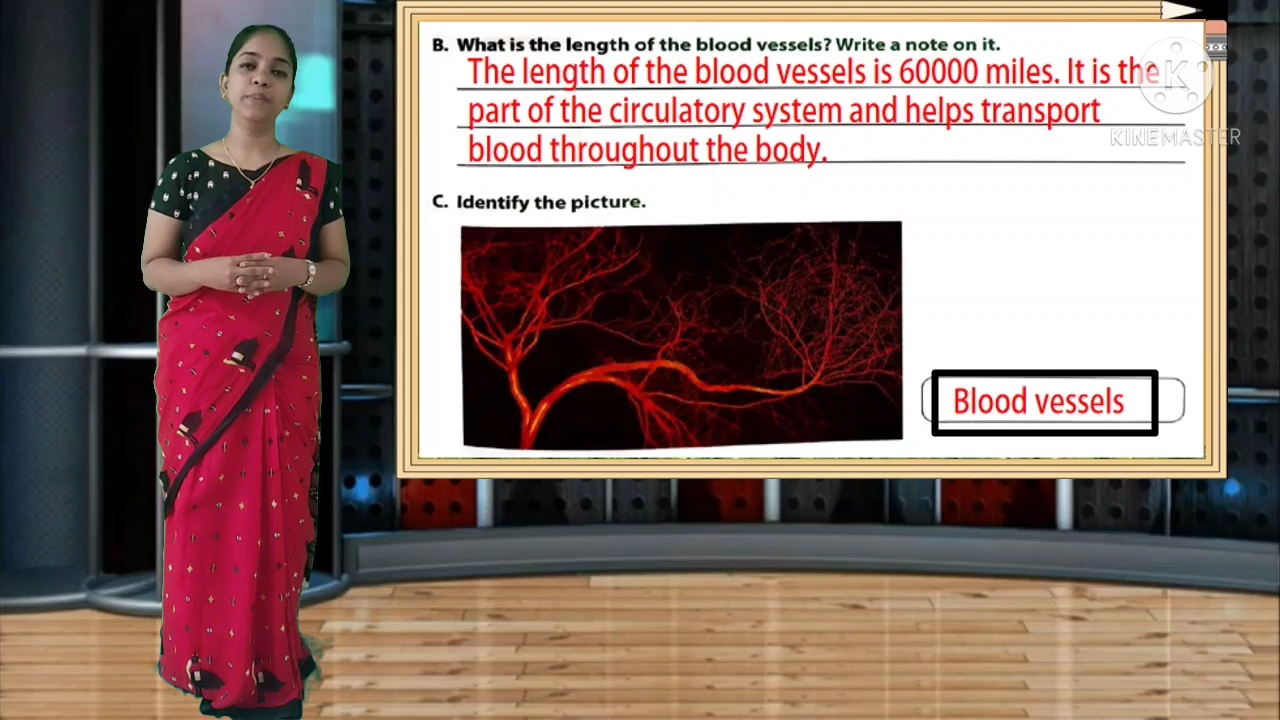 B. What is the length of the blood vessels? Write a note on it.
The length of the blood vessels is 60000 miles. It is the
part of the circulatory system and helps transport
blood throughout the body.
K
KINEMASTER
C. Identify the picture.
Blood vessels